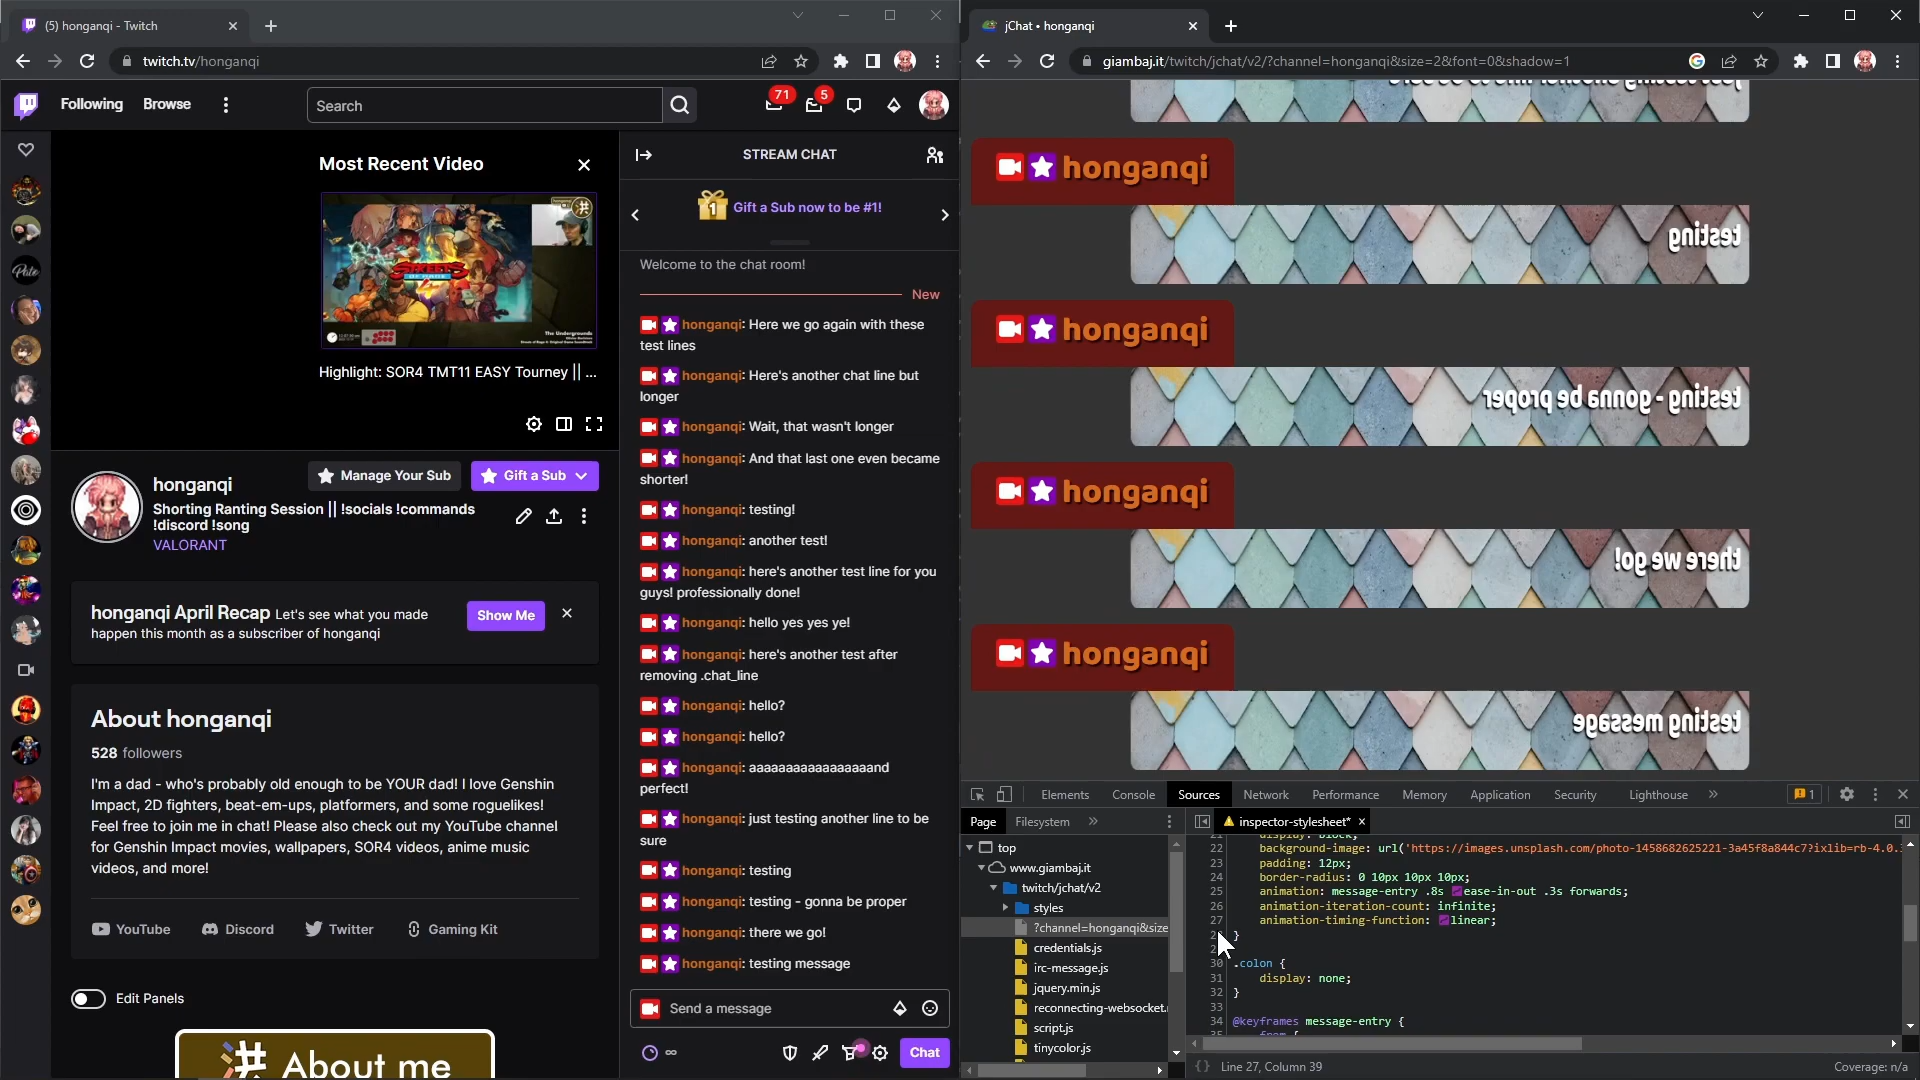 (5) honganqi - Twitch
twitch.tv/honganqi
Following
Browse
Search
71
5
Most Recent Video
Highlight: SOR4 TMT11 EASY Tourney || ...
honganqi
Manage Your Sub
Gift a Sub
Shorting Ranting Session || !socials !commands
!discord !song
VALORANT
honganqi April Recap Let's see what you made
happen this month as a subscriber of honganqi
Show Me
About honganqi
528 followers
I'm a dad - who's probably old enough to be YOUR dad! I love Genshin
Impact, 2D fighters, beat-em-ups, platformers, and some roguelikes!
Feel free to join me in chat! Please also check out my YouTube channel
for Genshin Impact movies, wallpapers, SOR4 videos, anime music
videos, and more!
YouTube
Discord
Twitter
Gaming Kit
Edit Panels
About me
STREAM CHAT
1
Gift a Sub now to be #1!
Welcome to the chat room!
New
honganqi: Here we go again with these
test lines
honganqi: Here's another chat line but
longer
honganqi: Wait, that wasn't longer
honganqi: And that last one even became
shorter!
honganqi: testing!
honganqi: another test!
honganqi: here's another test line for you
guys! professionally done!
honganqi: hello yes yes ye!
honganqi: here's another test after
removing .chat_line
honganqi: hello?
honganqi: hello?
honganqi: aaaaaaaaaaaaaaaaand
perfect!
honganqi: just testing another line to be
sure
honganqi: testing
honganqi: testing - gonna be proper
honganqi: there we go!
honganqi: testing message
Send a message
Chat
jChat • honganqi
giambaj.it/twitch/jchat/v2/?channel=honganqi&size=2&font=0&shadow=1
honganqi
testing
honganqi
testing - gonna be proper
honganqi
there we go!
honganqi
testing message
Elements
Console
Sources
Network
Performance
Memory
Application
Security
Lighthouse
1
Page
Filesystem
inspector-stylesheet*
top
www.giambaj.it
twitch/jchat/v2
styles
?channel=honganqi&size
credentials.js
irc-message.js
jquery.min.js
reconnecting-websocket.
script.js
tinycolor.js
21 display: block;
22 background-image: url('https://images.unsplash.com/photo-1458682625221-3a45f8a844c7?ixlib=rb-4.0.
23 padding: 12px;
24 border-radius: 0 10px 10px 10px;
25 animation: message-entry .8s ease-in-out .3s forwards;
26 animation-iteration-count: infinite;
27 animation-timing-function: linear;
}
30 .colon {
31 display: none;
32 }
33
34 @keyframes message-entry {
Line 27, Column 39
Coverage: n/a